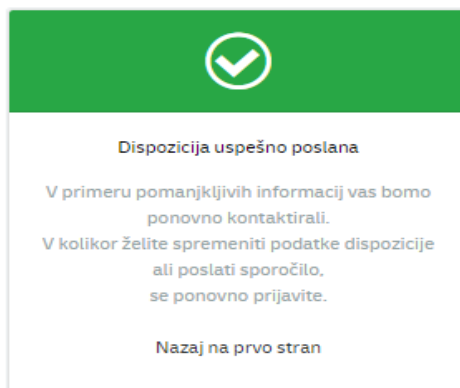 Dispozicija uspešno poslana
V primeru pomanjkljivih informacij vas bomo
ponovno kontaktirali.
V kolikor želite spremeniti podatke dispozicije
ali poslati sporočilo,
se ponovno prijavite.
Nazaj na prvo stran